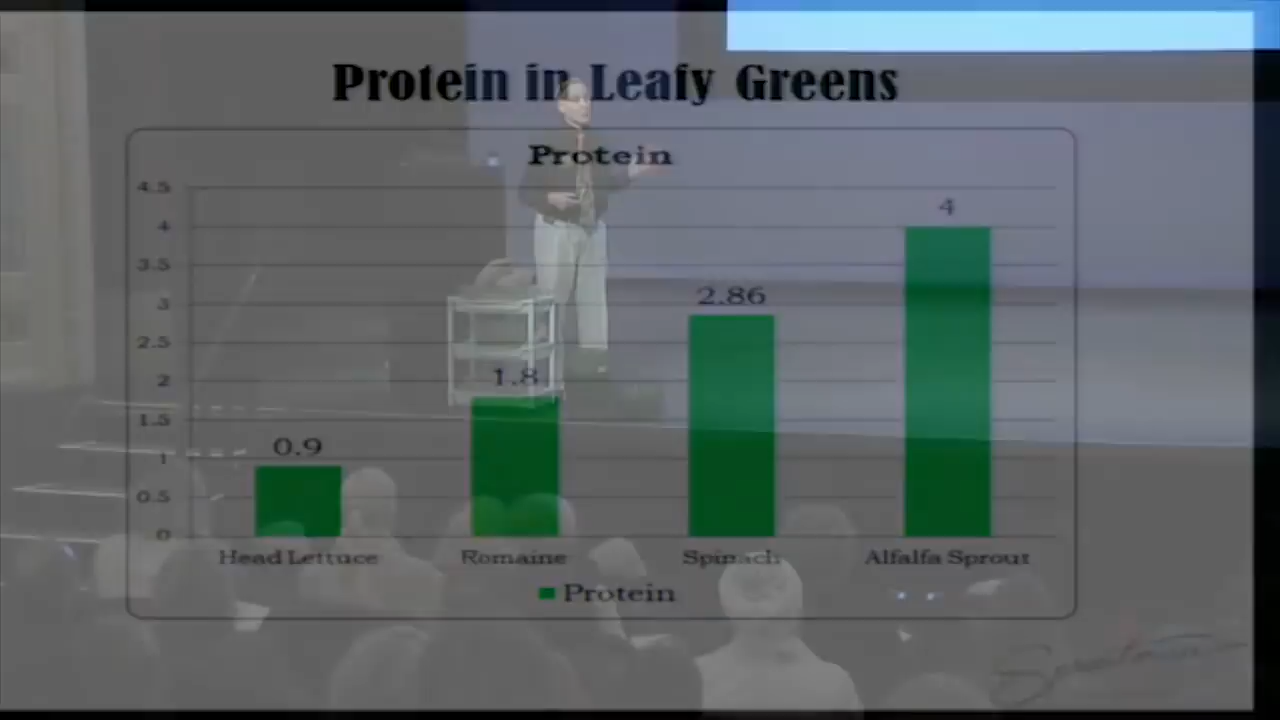 Protein in Leafy Greens
Protein
4.5
4
3.5
3
2.5
2
1.5
1
0.5
0
0.9
1.8
2.86
4
Head Lettuce
Romaine
Spinach
Alfalfa Sprout
Protein